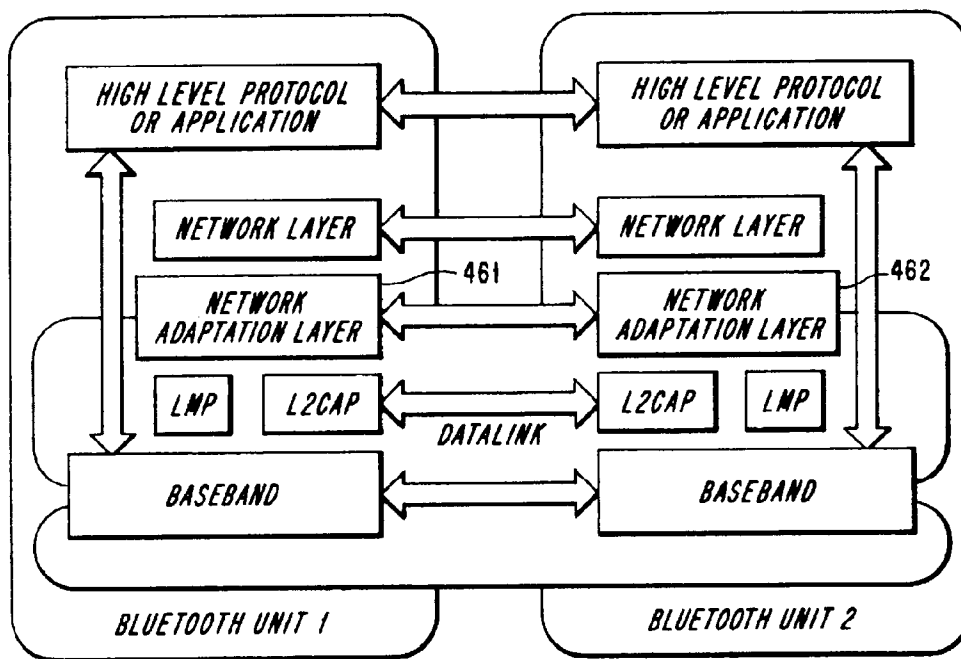 HIGH LEVEL PROTOCOL
OR APPLICATION
HIGH LEVEL PROTOCOL
OR APPLICATION
NETWORK LAYER
NETWORK LAYER
461
462
NETWORK
ADAPTATION LAYER
NETWORK
ADAPTATION LAYER
LMP
L2CAP
L2CAP
LMP
DATALINK
BASEBAND
BASEBAND
BLUETOOTH UNIT 1
BLUETOOTH UNIT 2